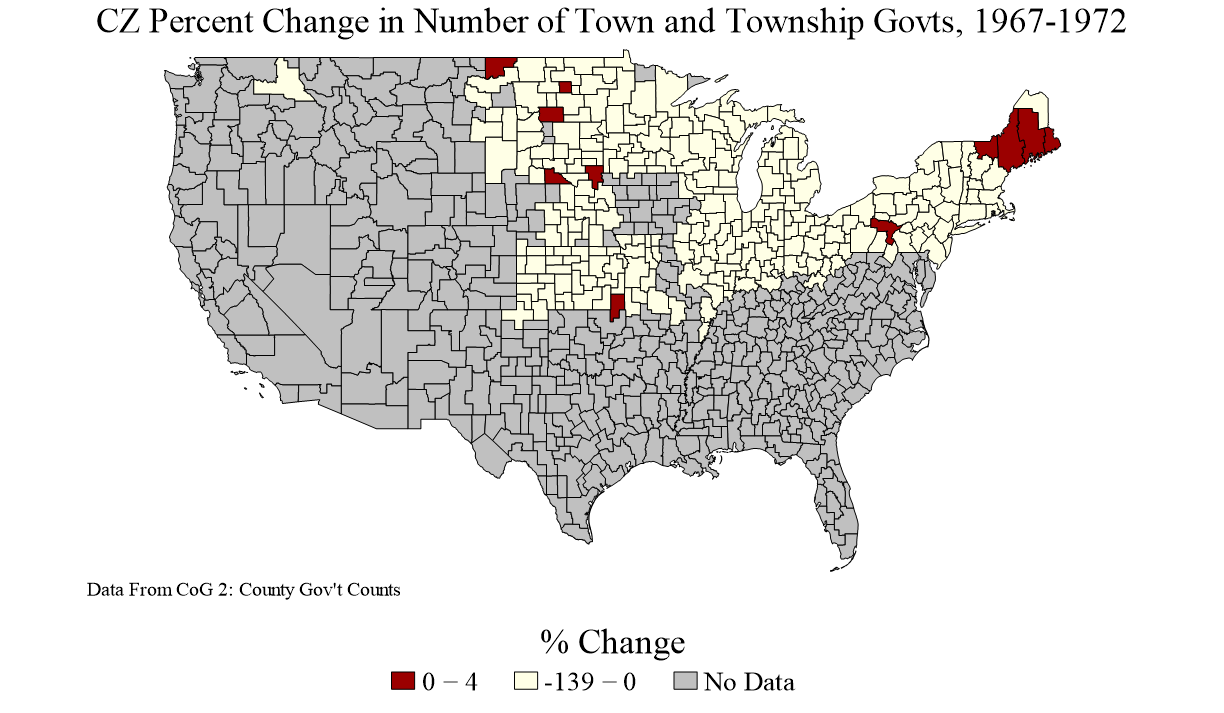 CZ Percent Change in Number of Town and Township Govts, 1967-1972
Data From CoG 2: County Gov't Counts
% Change
0 − 4 -139 − 0 No Data